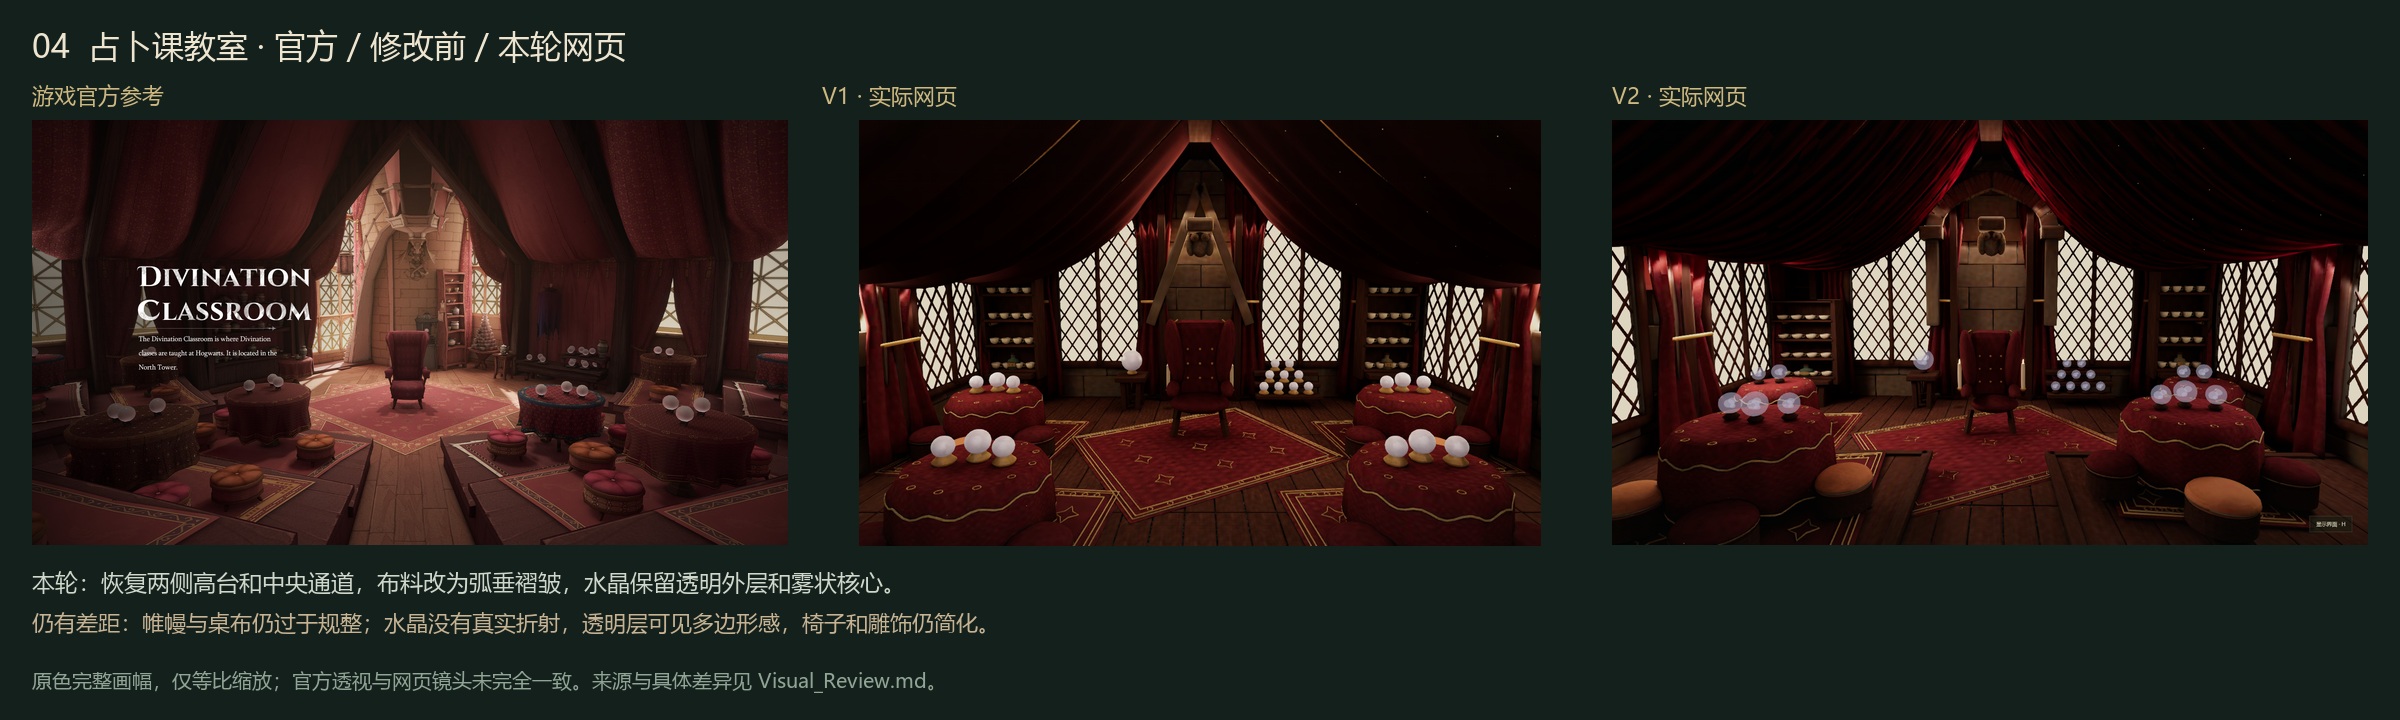 04 占卜课教室 · 官方 / 修改前 / 本轮网页
游戏官方参考
V1 · 实际网页
V2 · 实际网页
DIVINATION
CLASSROOM
The Divination Classroom is where Divination
classes are taught at Hogwarts. It is located in the
North Tower.
显示界面 · H
本轮：恢复两侧高台和中央通道，布料改为弧垂褶皱，水晶保留透明外层和雾状核心。
仍有差距：帷幔与桌布仍过于规整；水晶没有真实折射，透明层可见多边形感，椅子和雕饰仍简化。
原色完整画幅，仅等比缩放；官方透视与网页镜头未完全一致。来源与具体差异见 Visual_Review.md。